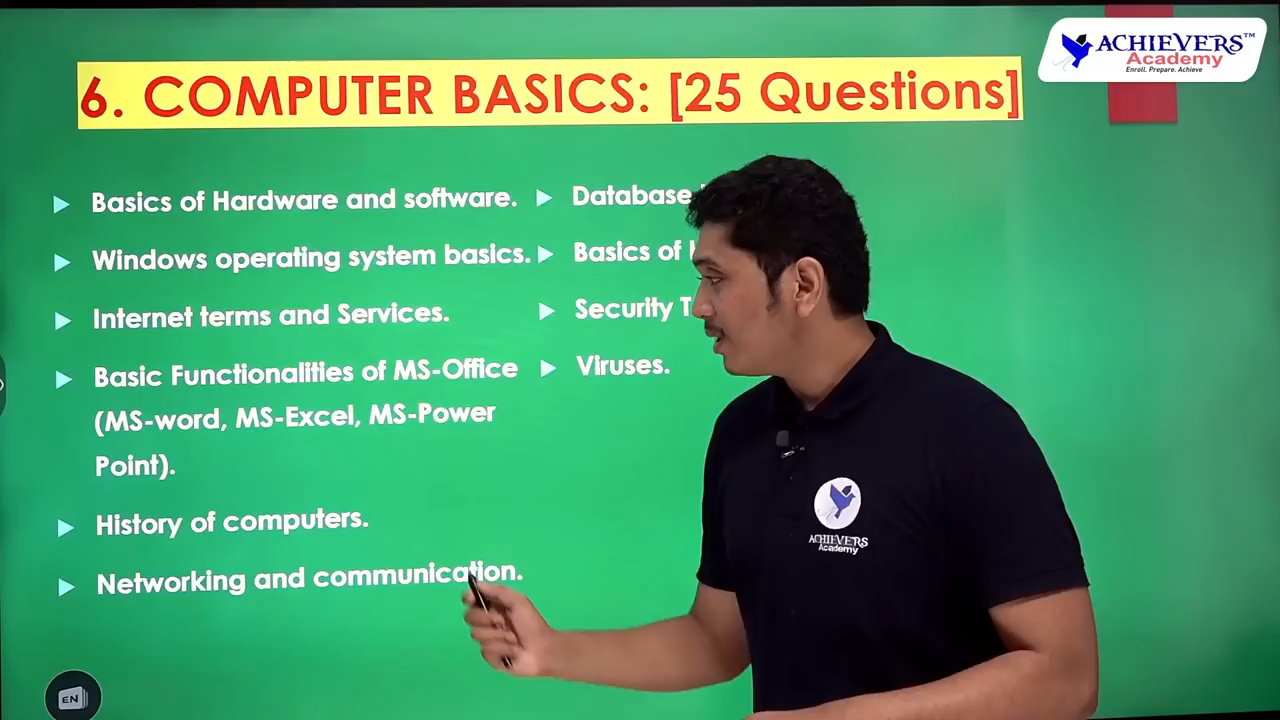 ACHIEVERS™
Academy
Enroll. Prepare. Achieve
6. COMPUTER BASICS: [25 Questions]
Basics of Hardware and software.
Windows operating system basics.
Internet terms and Services.
Basic Functionalities of MS-Office
(MS-word, MS-Excel, MS-Power
Point).
History of computers.
Networking and communication.
Database
Basics of
Security
Viruses.
ACHIEVERS
Academy
EN